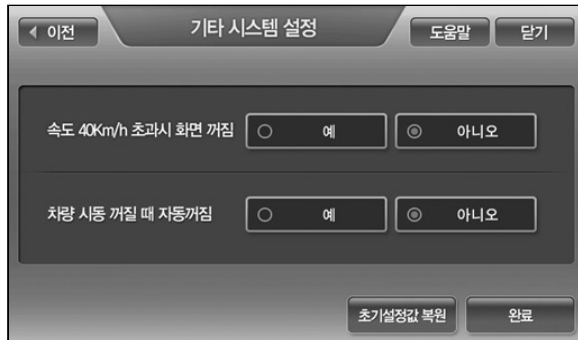 이전 기타 시스템 설정 도움말 닫기
속도 40Km/h 초과시 화면 꺼짐 예 아니오
차량 시동 꺼질 때 자동꺼짐 예 아니오
초기설정값 복원 완료